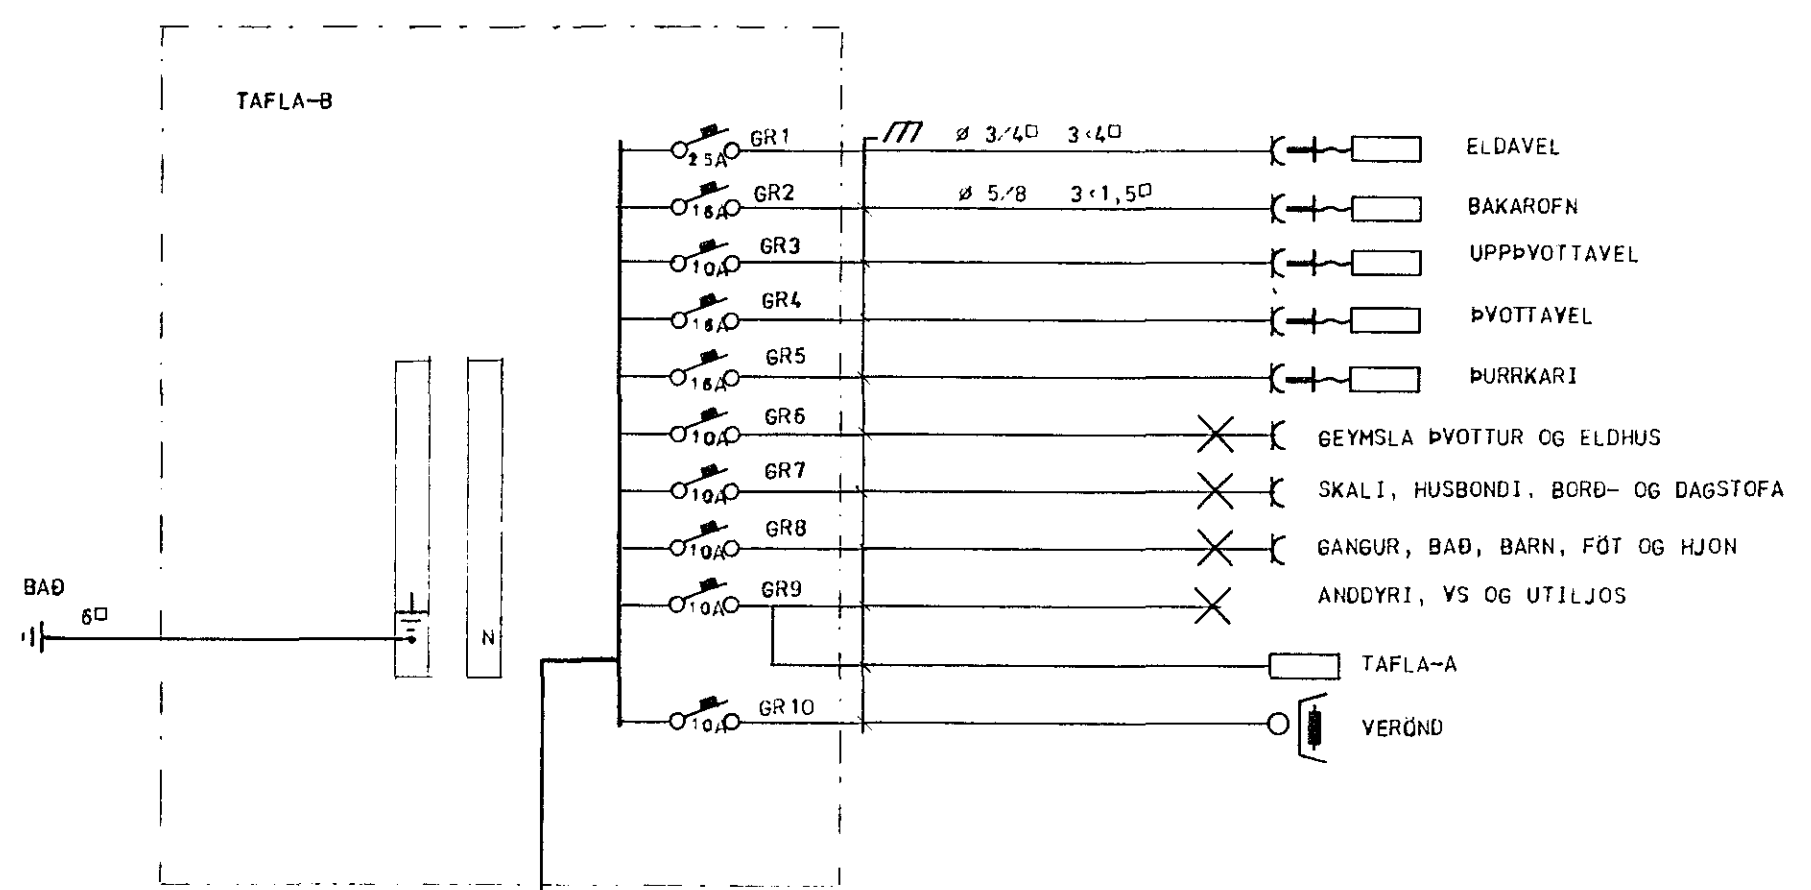 TAFLA-B
GR1 25A ø 3/4□ 3×4□ ELDAVEL
GR2 16A ø 5/8 3×1,5□ BAKAROFN
GR3 10A UPPÞVOTTAVEL
GR4 16A ÞVOTTAVEL
GR5 16A ÞURRKARI
GR6 10A GEYMSLA ÞVOTTUR OG ELDHUS
GR7 10A SKALI, HUSBONDI, BORÐ- OG DAGSTOFA
GR8 10A GANGUR, BAÐ, BARN, FÖT OG HJON
GR9 10A ANDDYRI, VS OG UTILJOS
BAÐ
6□
N
TAFLA-A
GR10 10A VERÖND